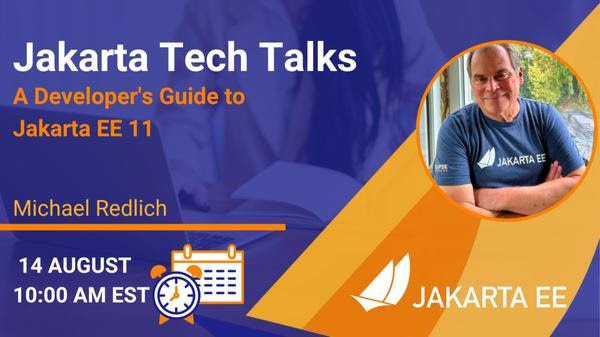 Jakarta Tech Talks
A Developer's Guide to
Jakarta EE 11
Michael Redlich
14 AUGUST
10:00 AM EST
JAKARTA EE
JAKARTA EE